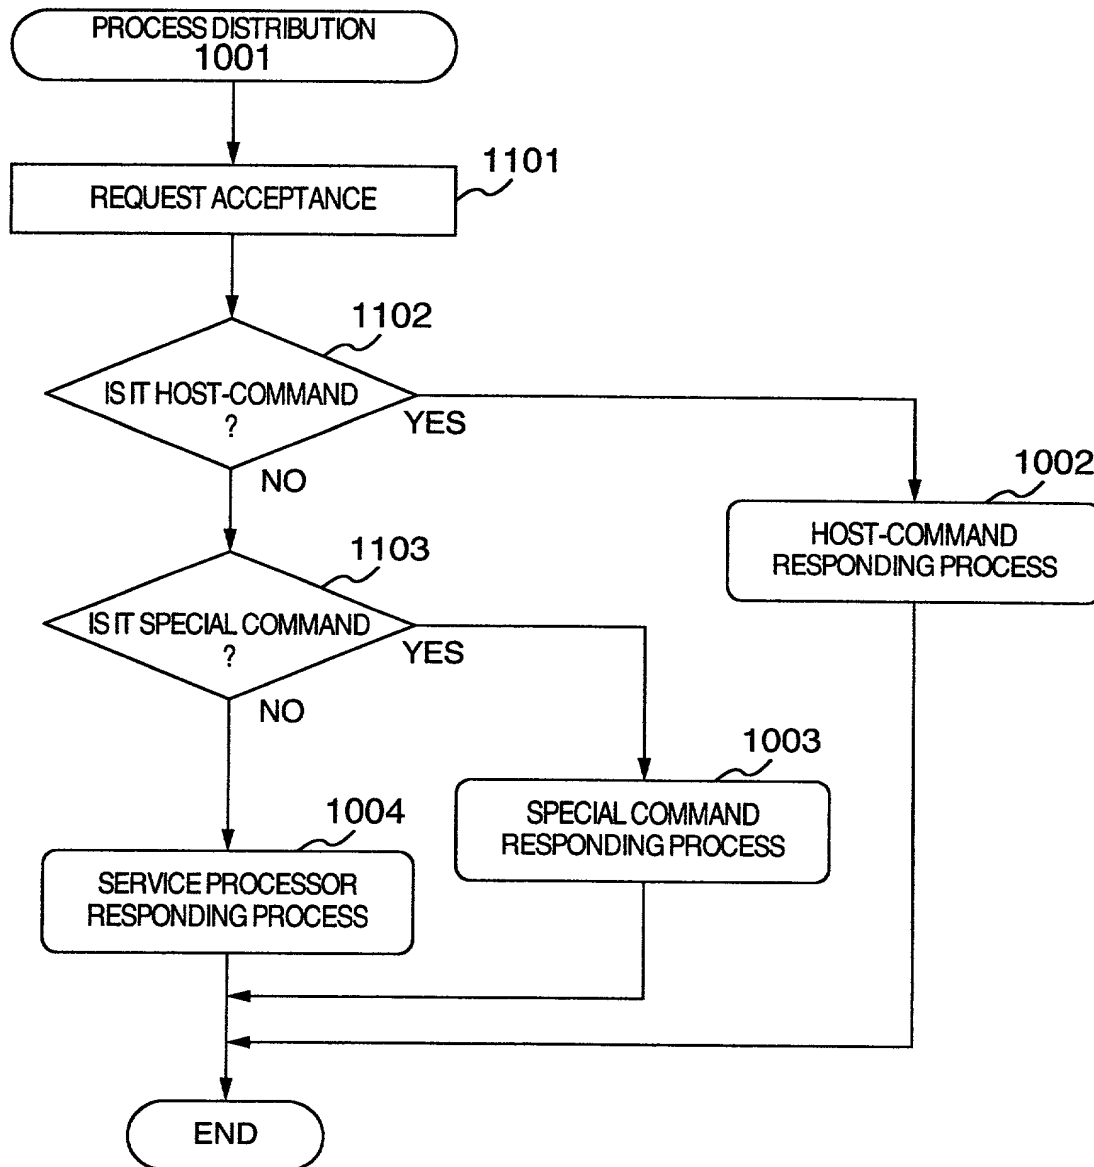 PROCESS DISTRIBUTION
1001
1101
REQUEST ACCEPTANCE
1102
IS IT HOST-COMMAND
?
YES
NO
1002
HOST-COMMAND
RESPONDING PROCESS
1103
IS IT SPECIAL COMMAND
?
YES
NO
1003
SPECIAL COMMAND
RESPONDING PROCESS
1004
SERVICE PROCESSOR
RESPONDING PROCESS
END